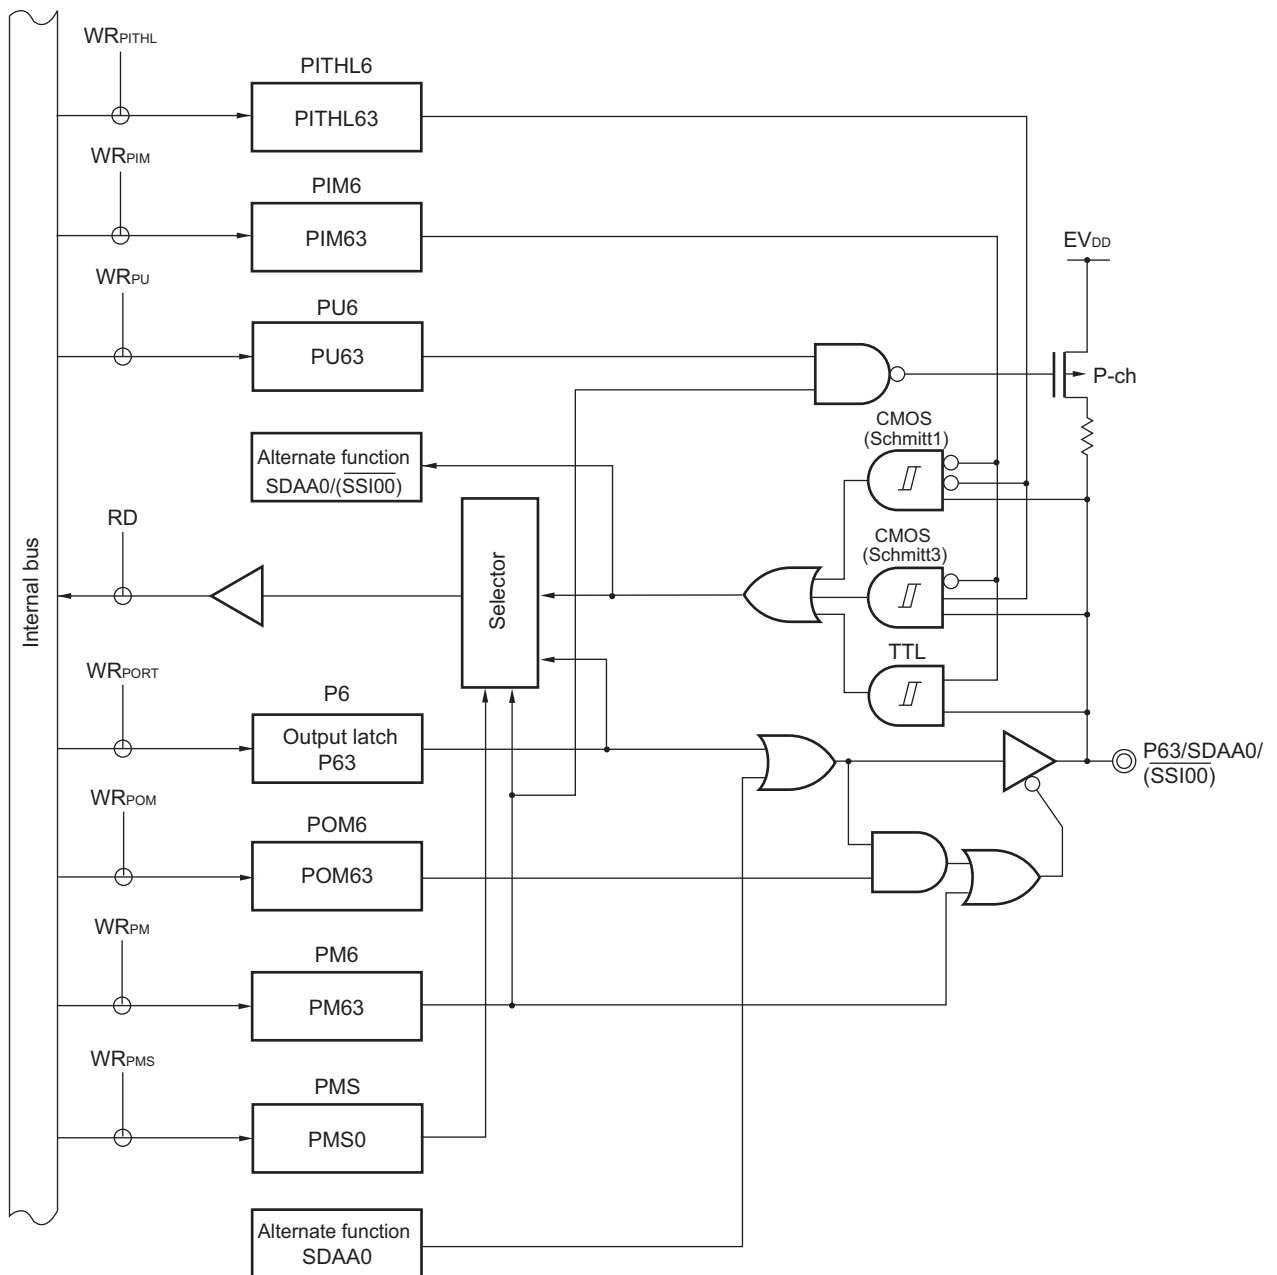 WRPITHL
PITHL6
PITHL63
WRPIM
PIM6
PIM63
EVDD
WRPU
PU6
PU63
P-ch
CMOS
(Schmitt1)
Alternate function
SDAA0/(SSI00)
RD
Internal bus
Selector
CMOS
(Schmitt3)
TTL
WRPORT
P6
Output latch
P63
P63/SDAA0/
(SSI00)
WRPOM
POM6
POM63
WRPM
PM6
PM63
WRPMS
PMS
PMS0
Alternate function
SDAA0